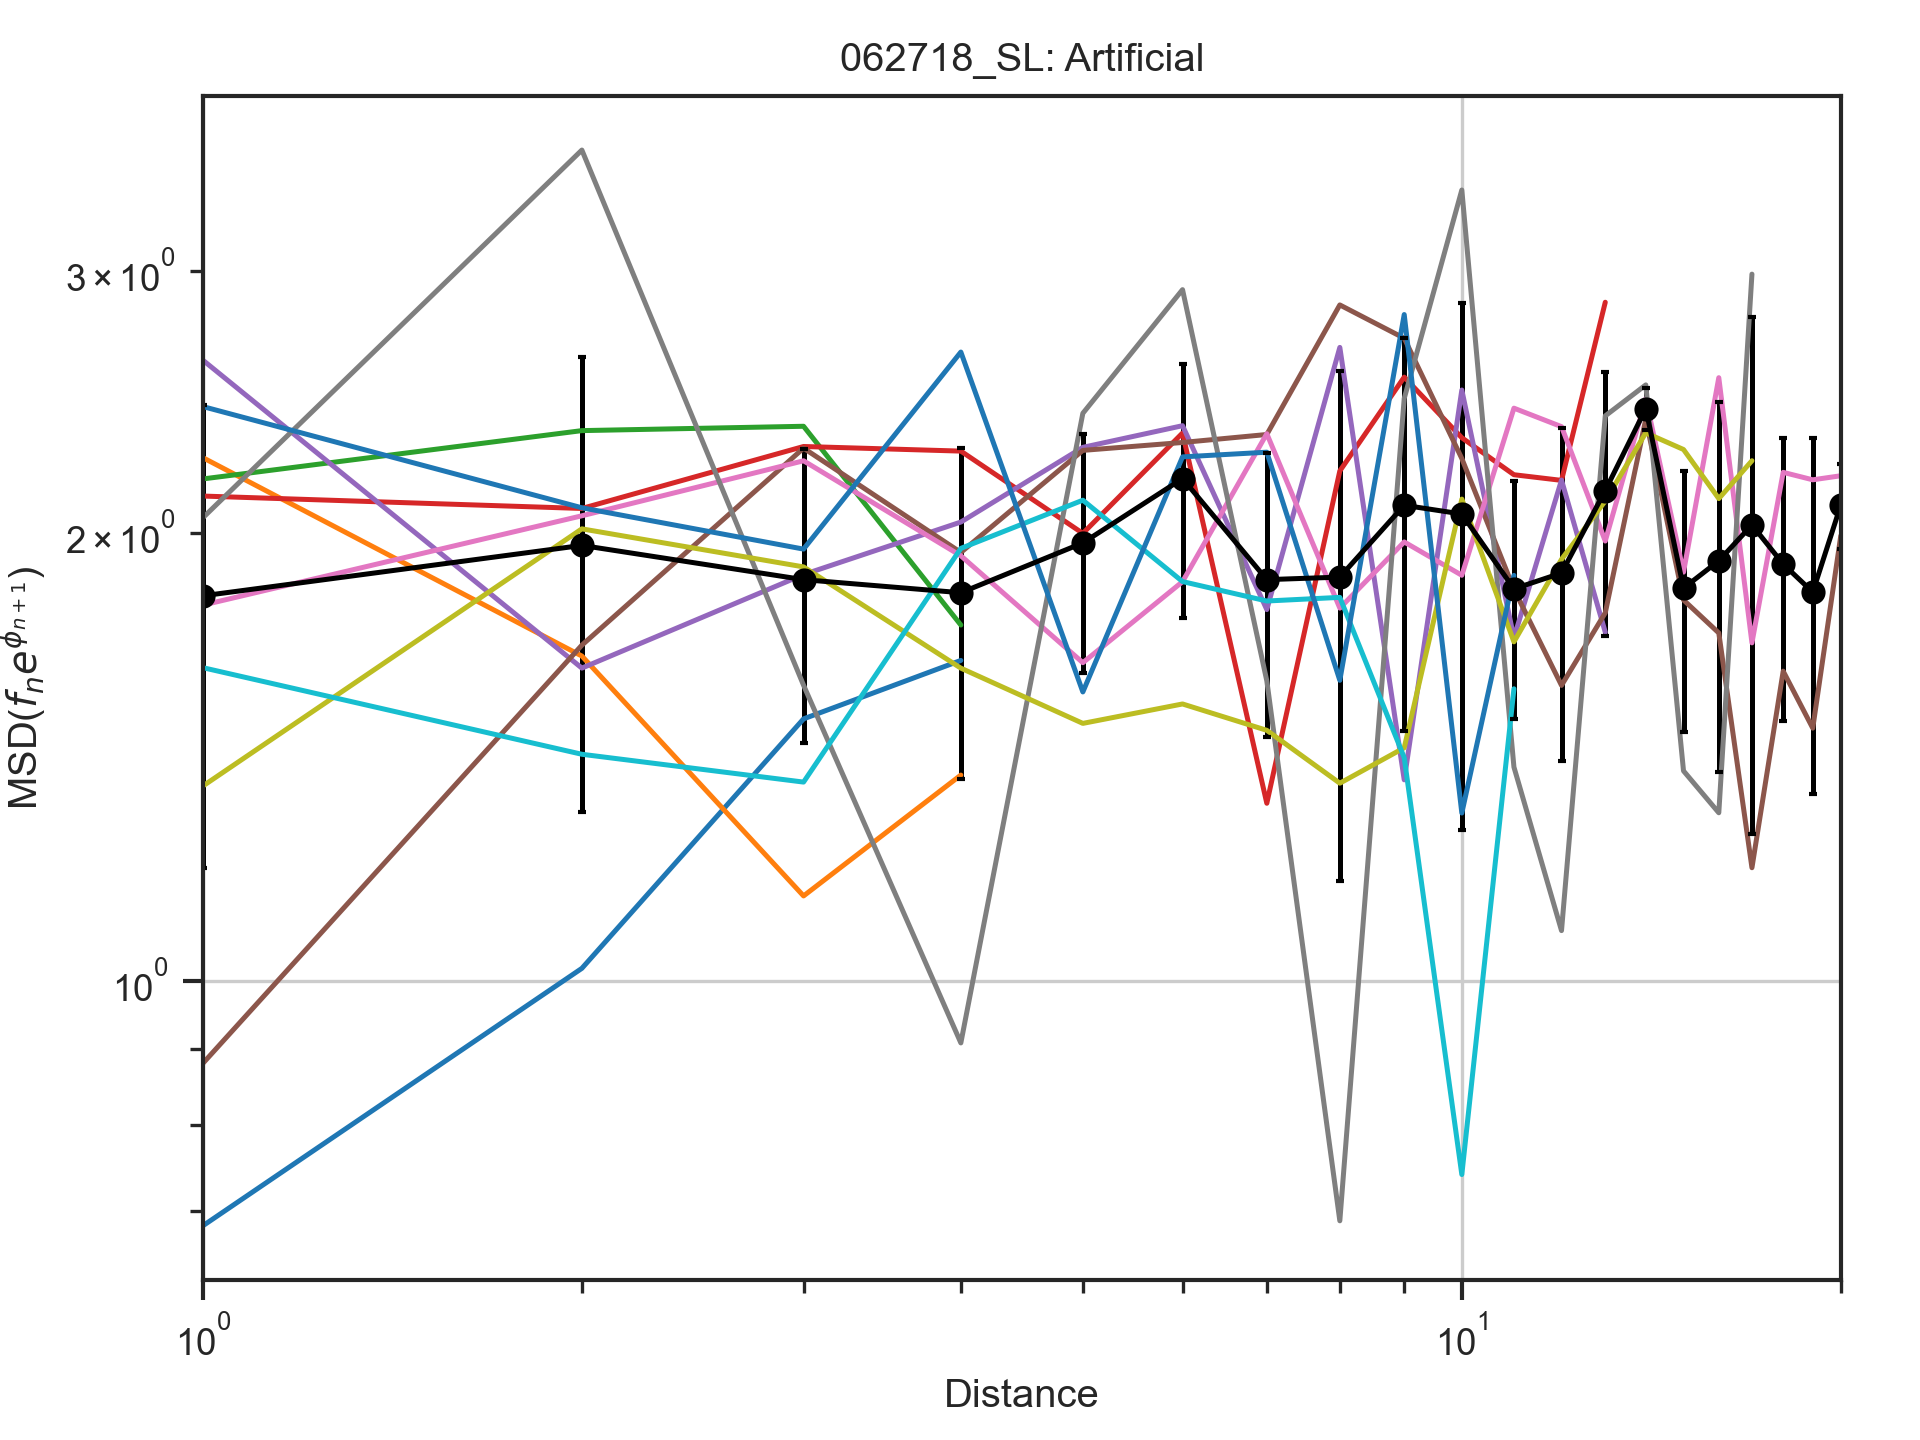 062718_SL: Artificial
3 × 10⁰
2 × 10⁰
10⁰
MSD(fₙe^ϕₙ₊₁)
10⁰ 10¹
Distance